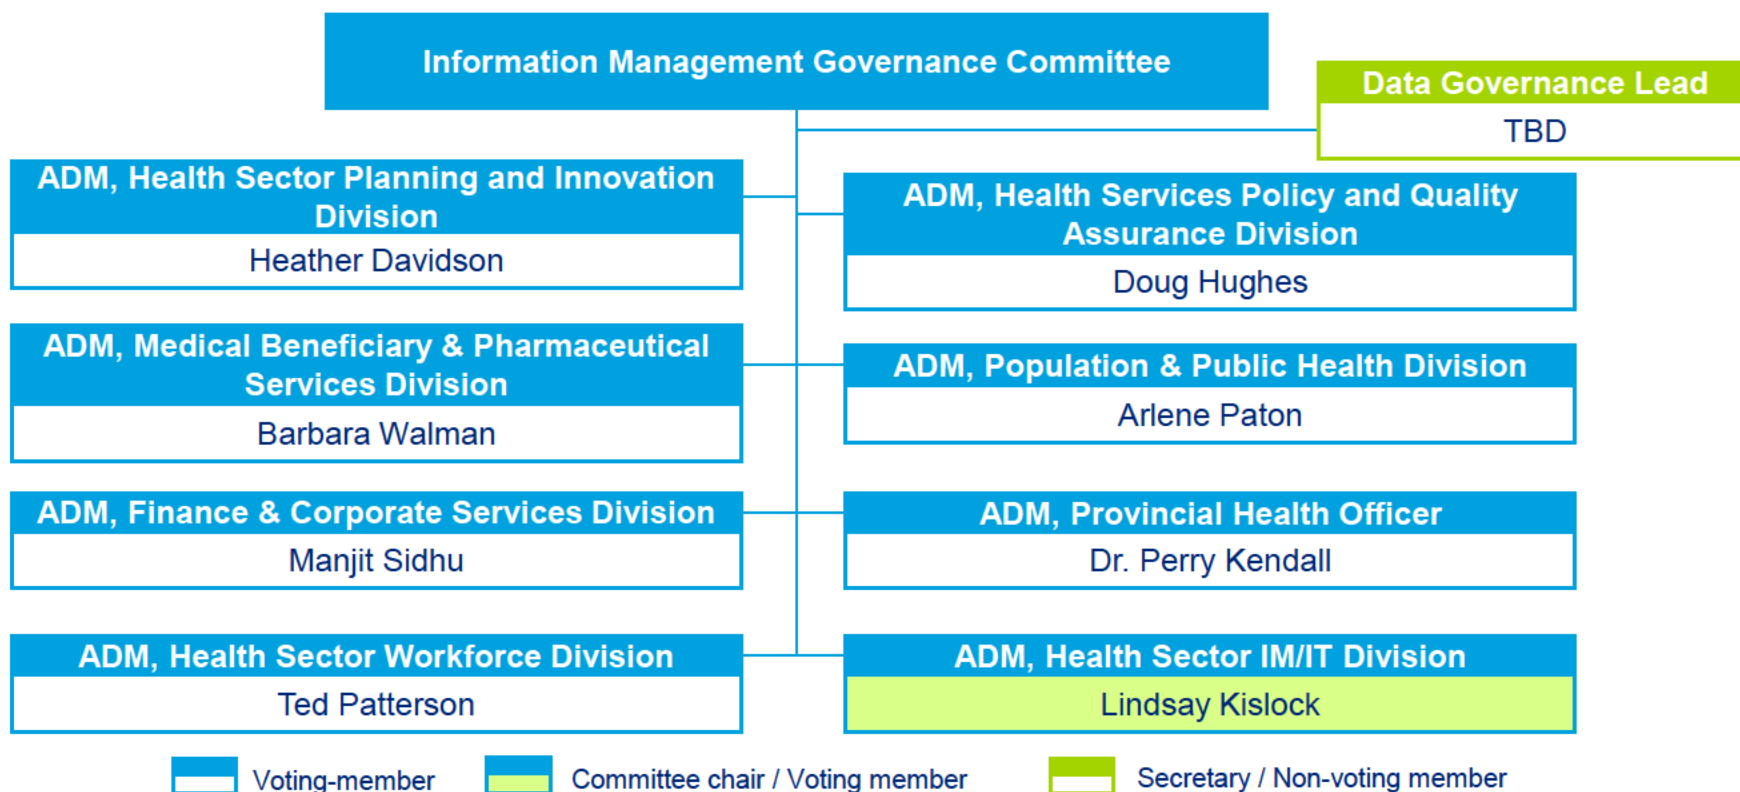 Information Management Governance Committee
Data Governance Lead
TBD
ADM, Health Sector Planning and Innovation
Division
Heather Davidson
ADM, Health Services Policy and Quality
Assurance Division
Doug Hughes
ADM, Medical Beneficiary & Pharmaceutical
Services Division
Barbara Walman
ADM, Population & Public Health Division
Arlene Paton
ADM, Finance & Corporate Services Division
Manjit Sidhu
ADM, Provincial Health Officer
Dr. Perry Kendall
ADM, Health Sector Workforce Division
Ted Patterson
ADM, Health Sector IM/IT Division
Lindsay Kislock
Voting-member
Committee chair / Voting member
Secretary / Non-voting member